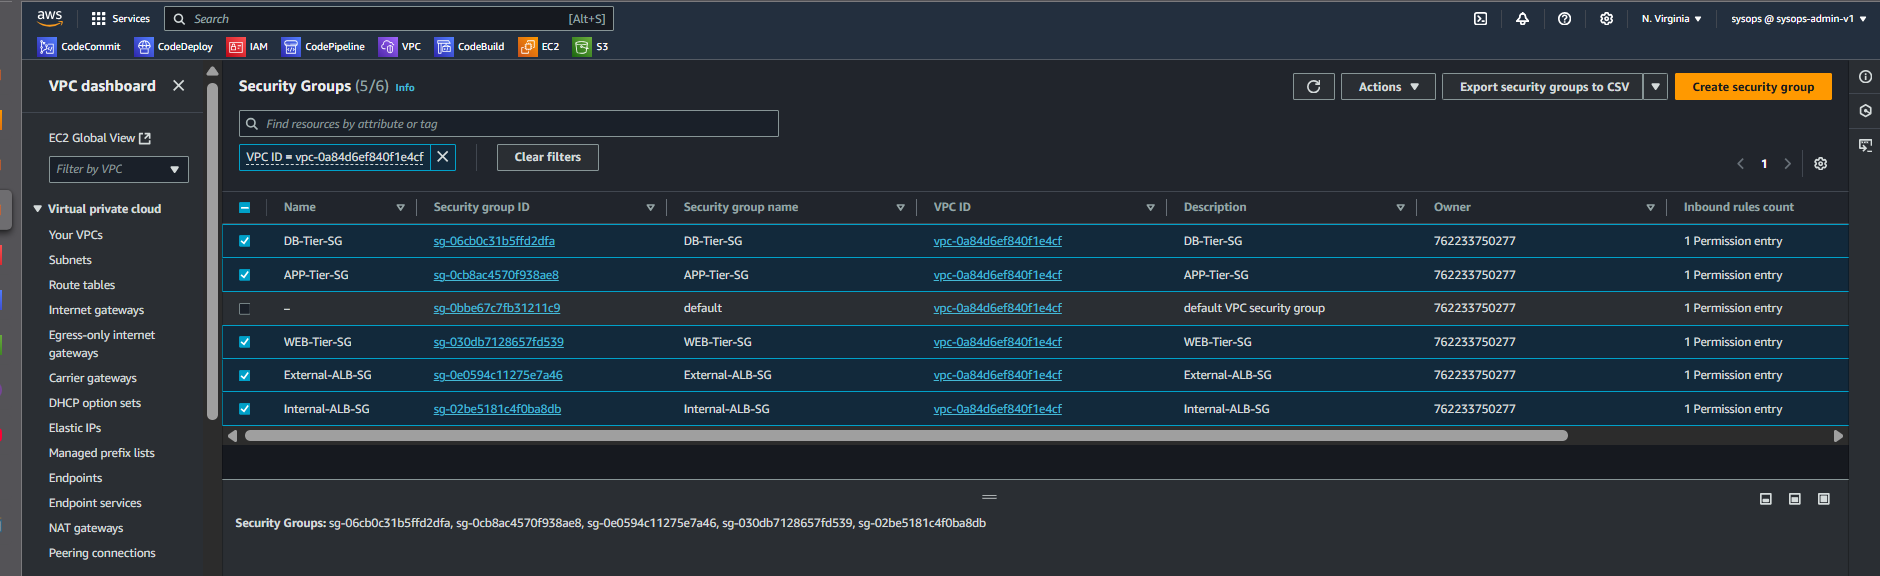 aws Services Search [Alt+S] N. Virginia sysops @ sysops-admin-v1
CodeCommit CodeDeploy IAM CodePipeline VPC CodeBuild EC2 S3
VPC dashboard
EC2 Global View
Filter by VPC
Virtual private cloud
Your VPCs
Subnets
Route tables
Internet gateways
Egress-only internet
gateways
Carrier gateways
DHCP option sets
Elastic IPs
Managed prefix lists
Endpoints
Endpoint services
NAT gateways
Peering connections
Security Groups (5/6) Info
Actions Export security groups to CSV Create security group
Find resources by attribute or tag
VPC ID = vpc-0a84d6ef840f1e4cf Clear filters
1
Name Security group ID Security group name VPC ID Description Owner Inbound rules count
DB-Tier-SG sg-06cb0c31b5ffd2dfa DB-Tier-SG vpc-0a84d6ef840f1e4cf DB-Tier-SG 762233750277 1 Permission entry
APP-Tier-SG sg-0cb8ac4570f938ae8 APP-Tier-SG vpc-0a84d6ef840f1e4cf APP-Tier-SG 762233750277 1 Permission entry
– sg-0bbe67c7fb31211c9 default vpc-0a84d6ef840f1e4cf default VPC security group 762233750277 1 Permission entry
WEB-Tier-SG sg-030db7128657fd539 WEB-Tier-SG vpc-0a84d6ef840f1e4cf WEB-Tier-SG 762233750277 1 Permission entry
External-ALB-SG sg-0e0594c11275e7a46 External-ALB-SG vpc-0a84d6ef840f1e4cf External-ALB-SG 762233750277 1 Permission entry
Internal-ALB-SG sg-02be5181c4f0ba8db Internal-ALB-SG vpc-0a84d6ef840f1e4cf Internal-ALB-SG 762233750277 1 Permission entry
Security Groups: sg-06cb0c31b5ffd2dfa, sg-0cb8ac4570f938ae8, sg-0e0594c11275e7a46, sg-030db7128657fd539, sg-02be5181c4f0ba8db